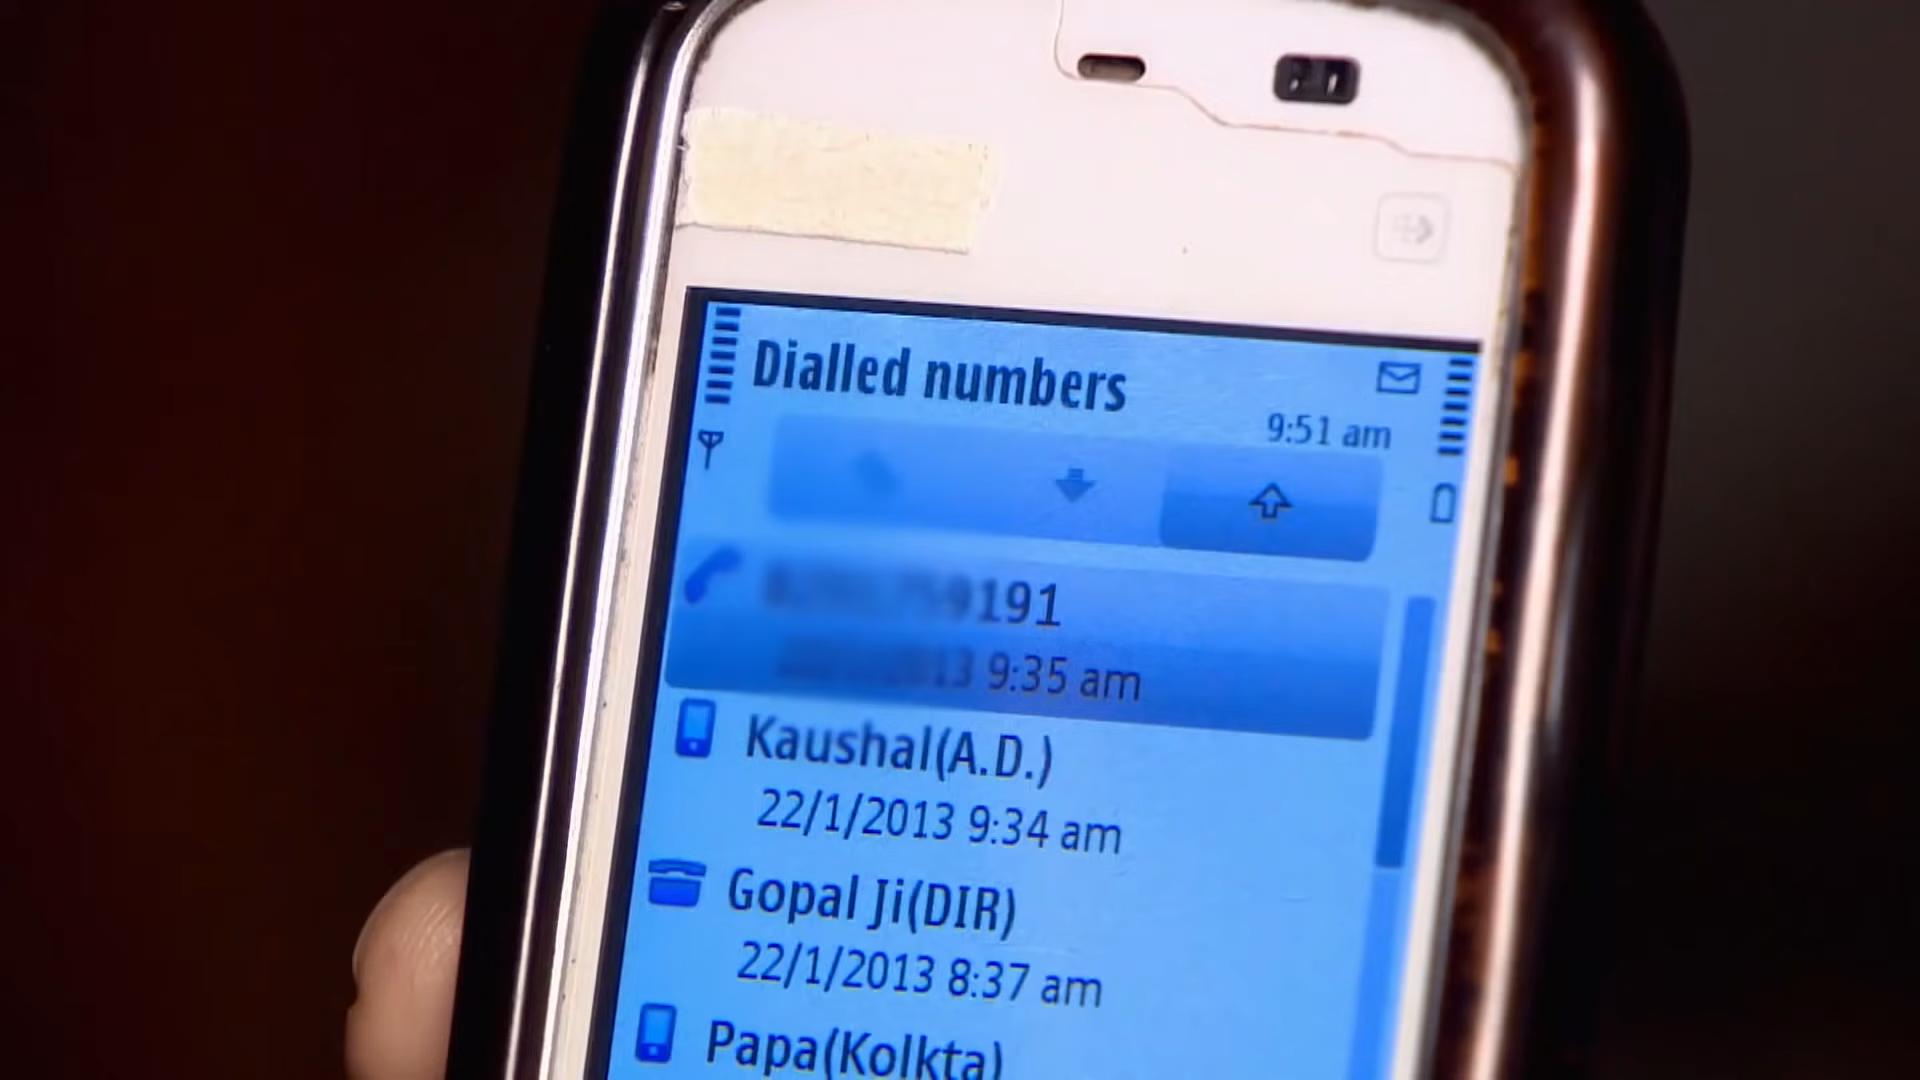 Dialled numbers
9:51 am
191
9:35 am
Kaushal(A.D.)
22/1/2013 9:34 am
Gopal Ji(DIR)
22/1/2013 8:37 am
Papa(Kolkta)